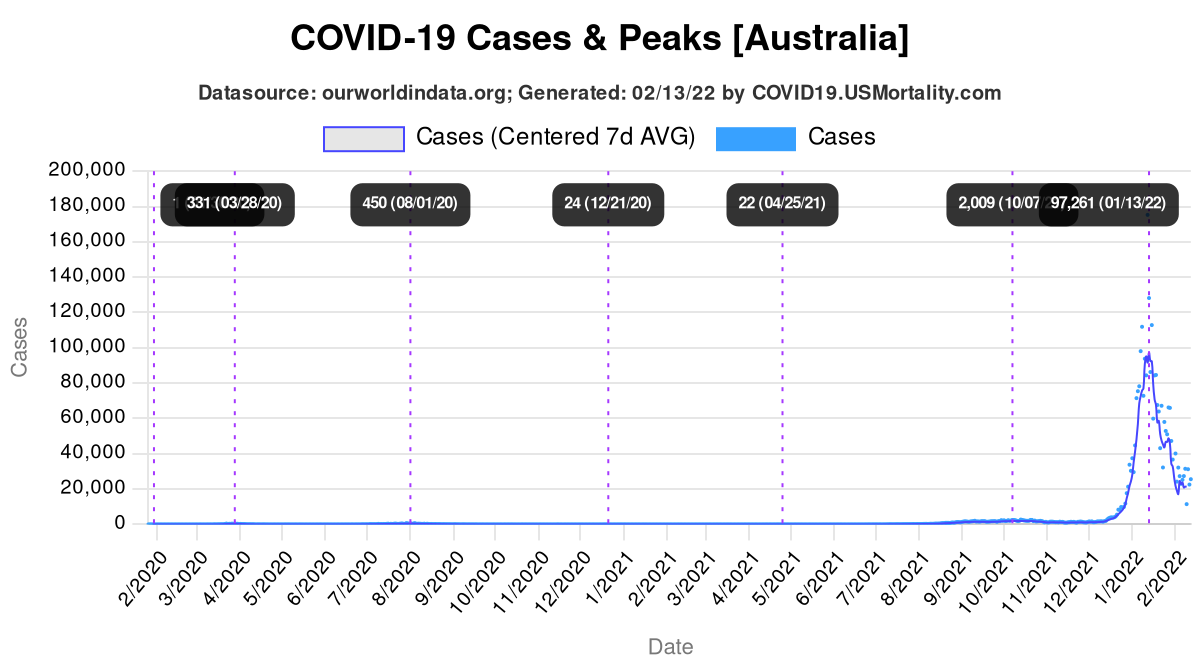 COVID-19 Cases & Peaks [Australia]
Datasource: ourworldindata.org; Generated: 02/13/22 by COVID19.USMortality.com
Cases (Centered 7d AVG) Cases
200,000
331 (03/28/20) 450 (08/01/20) 24 (12/21/20) 22 (04/25/21) 2,009 (10/07/ 97,261 (01/13/22)
180,000
160,000
140,000
120,000
100,000
80,000
60,000
40,000
20,000
0
Cases
2/2020 3/2020 4/2020 5/2020 6/2020 7/2020 8/2020 9/2020 10/2020 11/2020 12/2020 1/2021 2/2021 3/2021 4/2021 5/2021 6/2021 7/2021 8/2021 9/2021 10/2021 11/2021 12/2021 1/2022 2/2022
Date